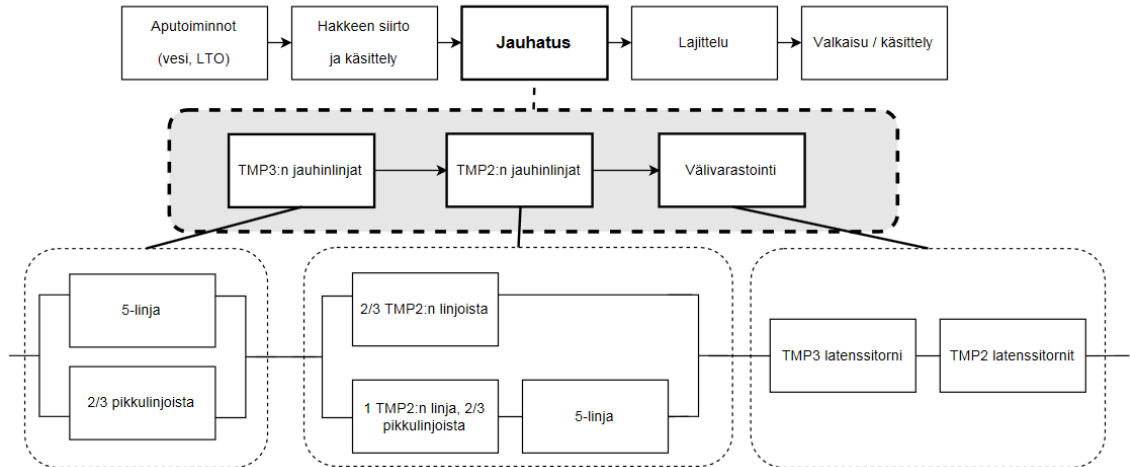 Aputoiminnot
(vesi, LTO)
Hakkeen siirto
ja käsittely
Jauhatus
Lajittelu
Valkaisu / käsittely
TMP3:n jauhinlinjat
TMP2:n jauhinlinjat
Välivarastointi
5-linja
2/3 pikkulinjoista
2/3 TMP2:n linjoista
1 TMP2:n linja, 2/3
pikkulinjoista
5-linja
TMP3 latenssitorni
TMP2 latenssitornit